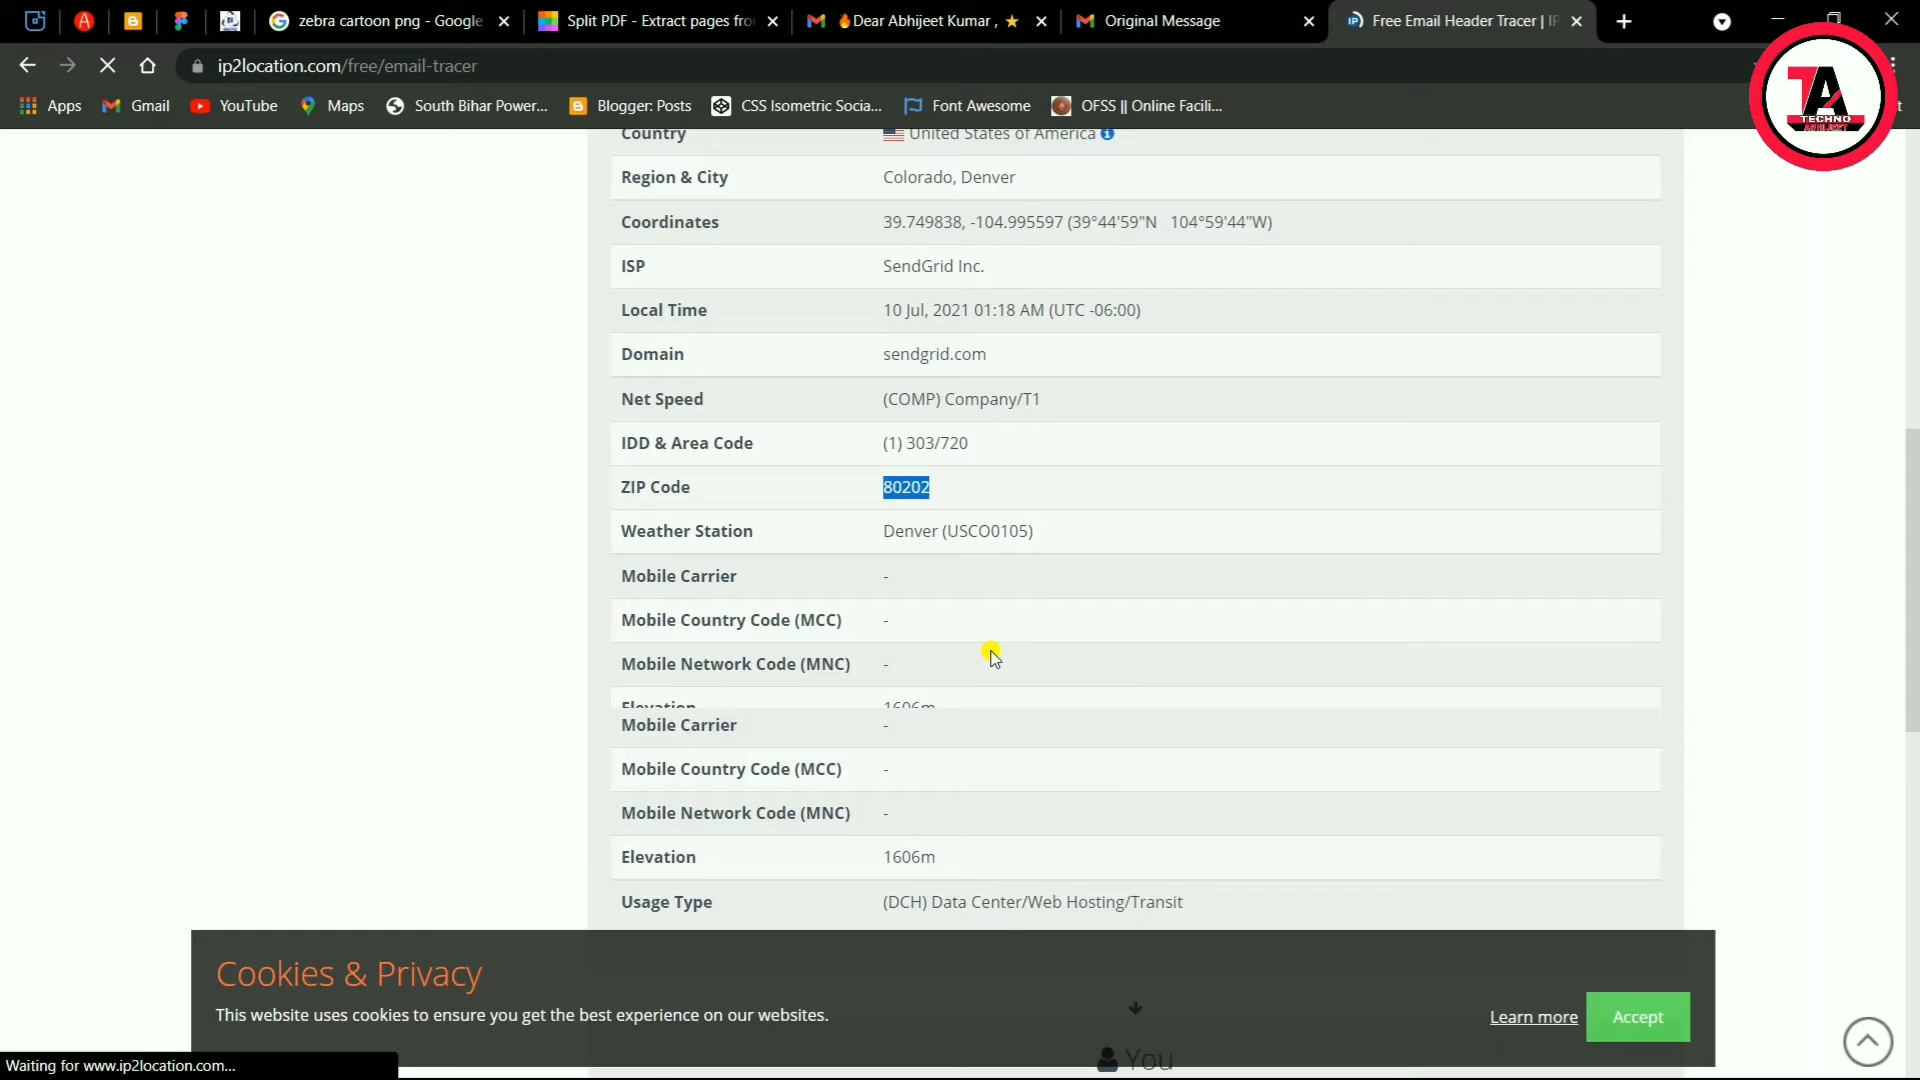 zebra cartoon png - Google
Split PDF - Extract pages fro
🔥Dear Abhijeet Kumar , ★
Original Message
Free Email Header Tracer | IP
ip2location.com/free/email-tracer
Apps
Gmail
YouTube
Maps
South Bihar Power...
Blogger: Posts
CSS Isometric Socia...
Font Awesome
OFSS || Online Facili...
TA
TECHNO
ABHIJEET
Country United States of America
Region & City Colorado, Denver
Coordinates 39.749838, -104.995597 (39°44'59"N 104°59'44"W)
ISP SendGrid Inc.
Local Time 10 Jul, 2021 01:18 AM (UTC -06:00)
Domain sendgrid.com
Net Speed (COMP) Company/T1
IDD & Area Code (1) 303/720
ZIP Code 80202
Weather Station Denver (USCO0105)
Mobile Carrier -
Mobile Country Code (MCC) -
Mobile Network Code (MNC) -
Elevation 1606m
Mobile Carrier -
Mobile Country Code (MCC) -
Mobile Network Code (MNC) -
Elevation 1606m
Usage Type (DCH) Data Center/Web Hosting/Transit
Cookies & Privacy
This website uses cookies to ensure you get the best experience on our websites.
Learn more
Accept
You
Waiting for www.ip2location.com...